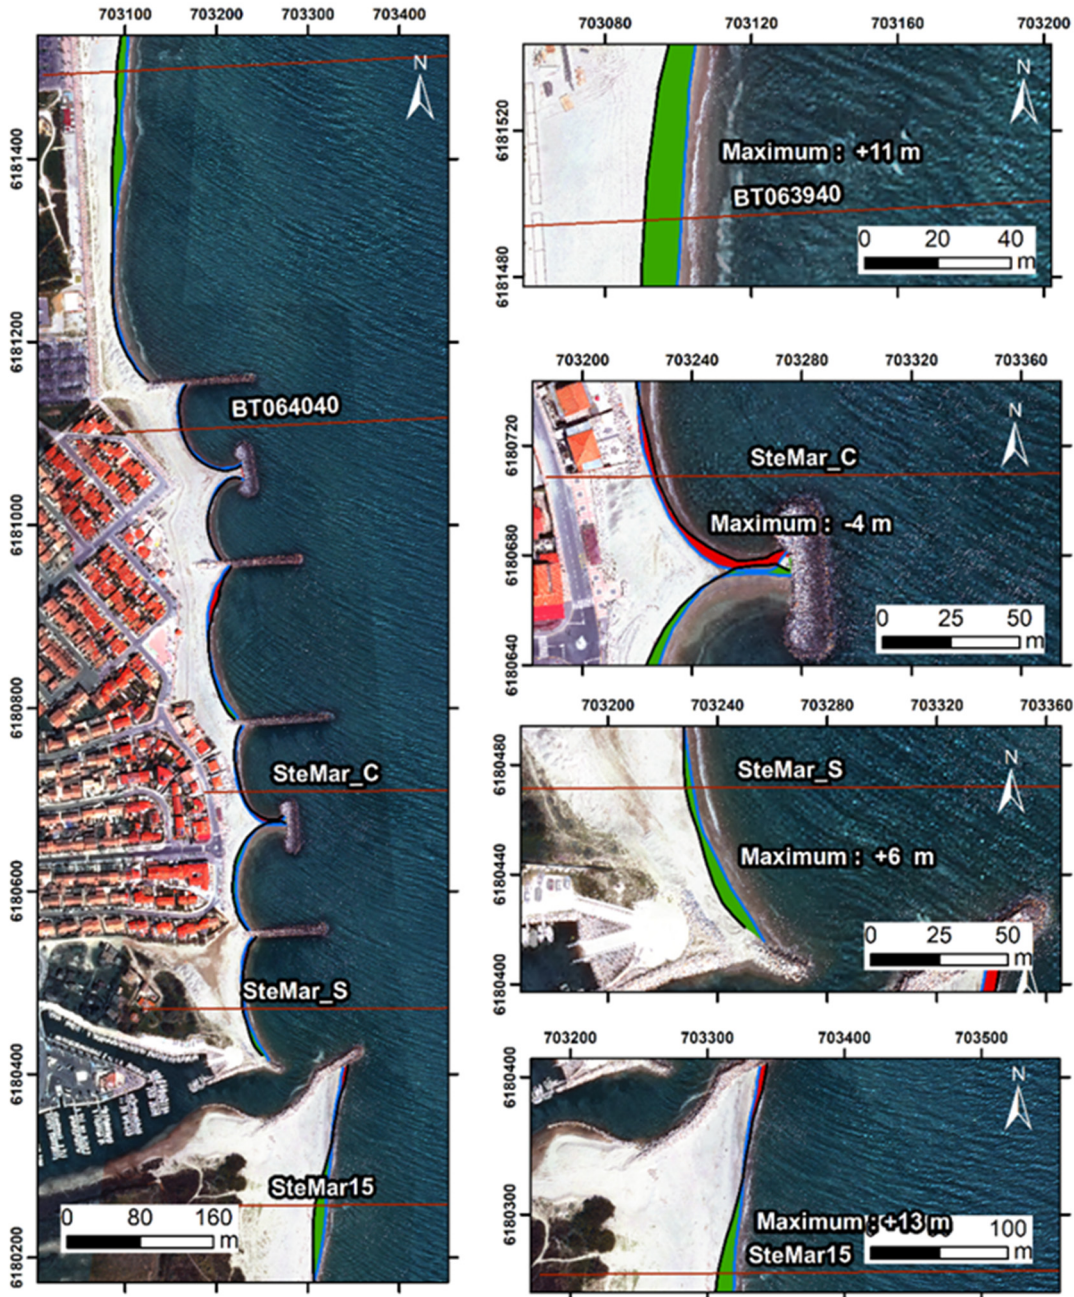 703100 703200 703300 703400
6181400
6181200
6181000
6180800
6180600
6180400
6180200
N
BT064040
SteMar_C
SteMar_S
SteMar15
0 80 160
m
703080 703120 703160 703200
6181520
6181480
N
Maximum : +11 m
BT063940
0 20 40
m
703200 703240 703280 703320 703360
6180720
6180680
6180640
N
SteMar_C
Maximum : -4 m
0 25 50
m
703200 703240 703280 703320 703360
6180480
6180440
6180400
N
SteMar_S
Maximum : +6 m
0 25 50
m
703200 703300 703400 703500
6180400
6180300
N
Maximum : +13 m
100
SteMar15
m